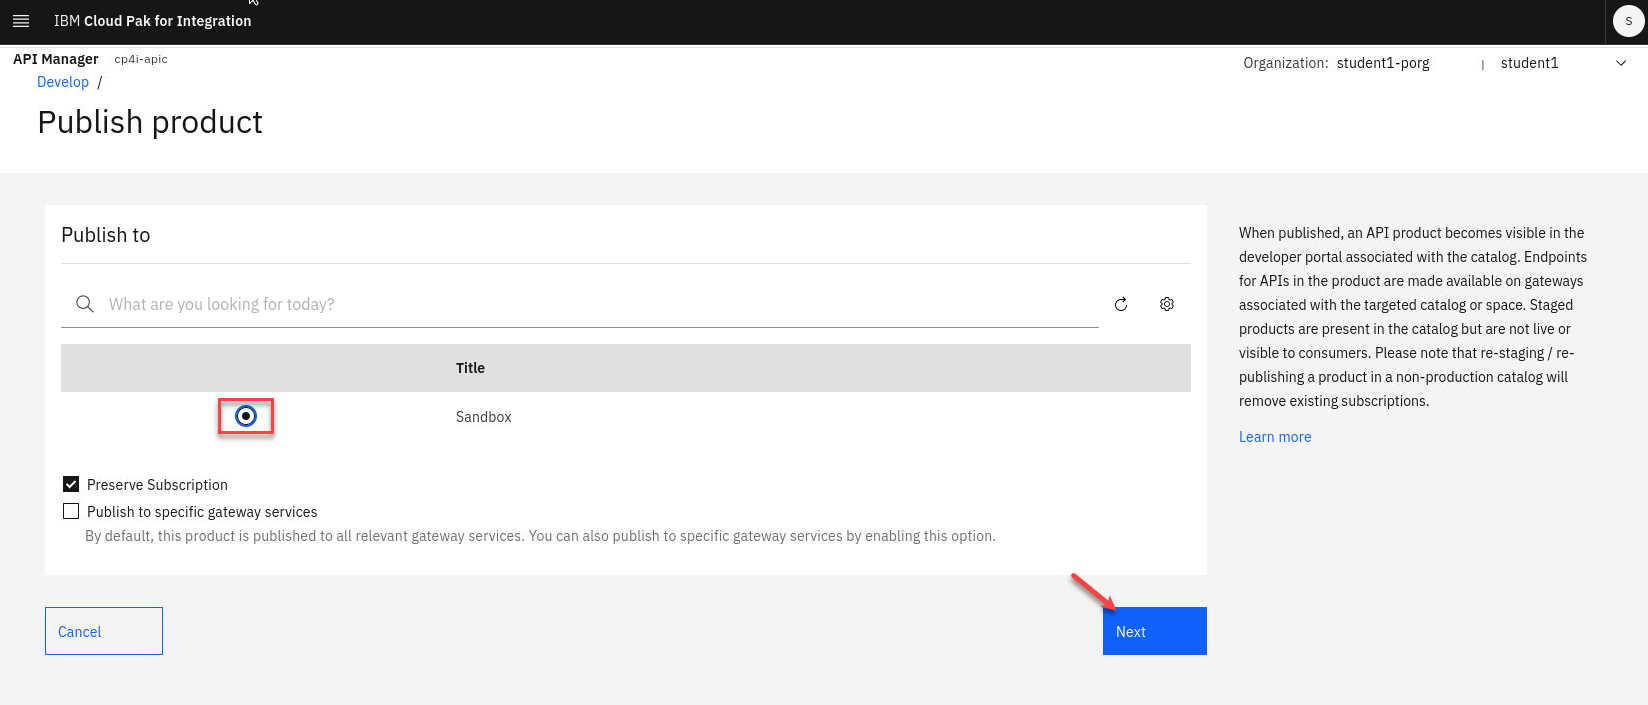 IBM Cloud Pak for Integration
S
API Manager cp4i-apic
Organization: student1-porg | student1
Develop /
Publish product
Publish to
What are you looking for today?
Title
Sandbox
Preserve Subscription
Publish to specific gateway services
By default, this product is published to all relevant gateway services. You can also publish to specific gateway services by enabling this option.
Cancel
Next
When published, an API product becomes visible in the
developer portal associated with the catalog. Endpoints
for APIs in the product are made available on gateways
associated with the targeted catalog or space. Staged
products are present in the catalog but are not live or
visible to consumers. Please note that re-staging / re-
publishing a product in a non-production catalog will
remove existing subscriptions.
Learn more